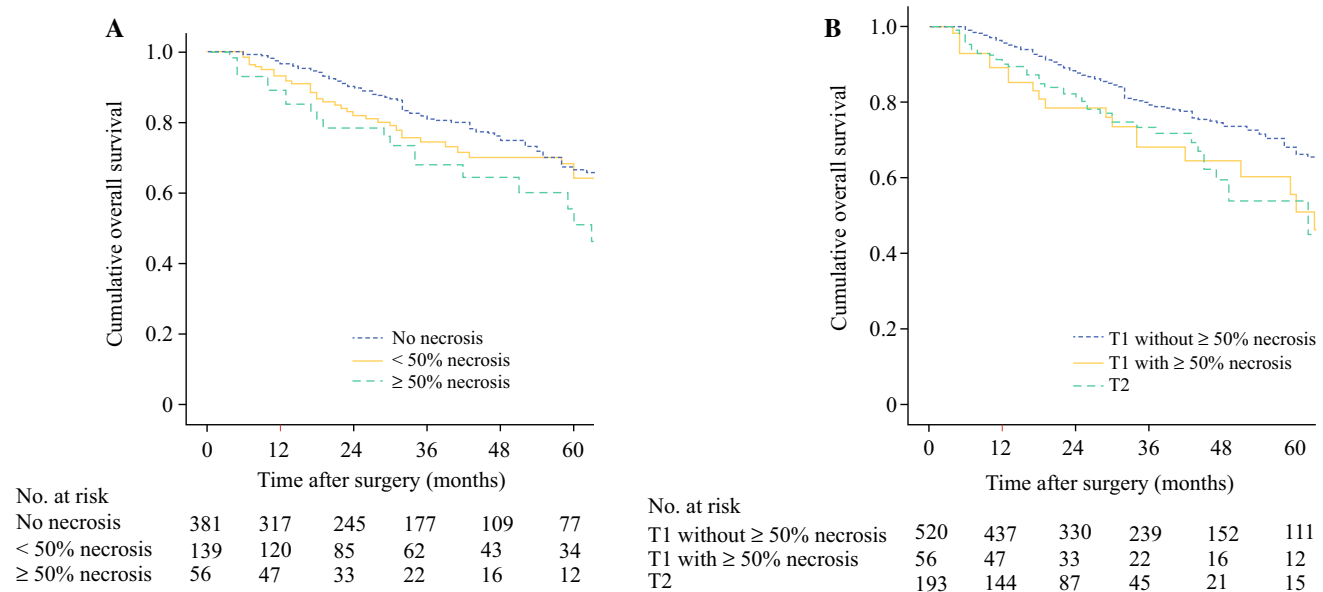 A
Cumulative overall survival
1.0
0.8
0.6
0.4
0.2
0
No necrosis
< 50% necrosis
≥ 50% necrosis
0 12 24 36 48 60
Time after surgery (months)
No. at risk
No necrosis 381 317 245 177 109 77
< 50% necrosis 139 120 85 62 43 34
≥ 50% necrosis 56 47 33 22 16 12
B
Cumulative overall survival
1.0
0.8
0.6
0.4
0.2
0
T1 without ≥ 50% necrosis
T1 with ≥ 50% necrosis
T2
0 12 24 36 48 60
Time after surgery (months)
No. at risk
T1 without ≥ 50% necrosis 520 437 330 239 152 111
T1 with ≥ 50% necrosis 56 47 33 22 16 12
T2 193 144 87 45 21 15